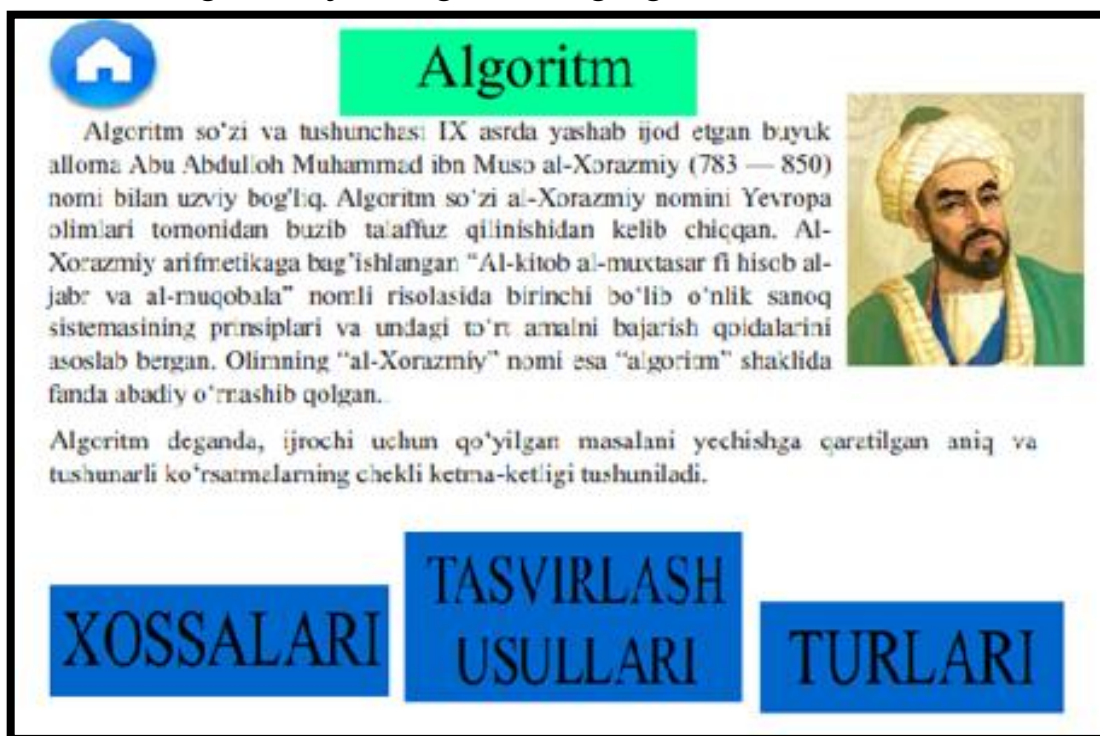 Algoritm
Algoritm so‘zi va tushunchasi IX asrda yashab ijod etgan buyuk
alloma Abu Abdulloh Muhammad ibn Muso al-Xorazmiy (783 — 850)
nomi bilan uzviy bog'liq. Algoritm so‘zi al-Xorazmiy nomini Yevropa
olimlari tomonidan buzib talaffuz qilinishidan kelib chiqqan. Al-
Xorazmiy arifmetikaga bag’ishlangan “Al-kitob al-muxtasar fi hisob al-
jabr va al-muqobala” nomli risolasida birinchi bo‘lib o‘nlik sanoq
sistemasining prinsiplari va undagi to‘rt amalni bajarish qoidalarini
asoslab bergan. Olimning “al-Xorazmiy” nomi esa “algoritm” shaklida
fanda abadiy o‘rnashib qolgan.
Algoritm deganda, ijrochi uchun qo‘yilgan masalani yechishga qaratilgan aniq va
tushunarli ko‘rsatmalarning chekli ketma-ketligi tushuniladi.
XOSSALARI
TASVIRLASH
USULLARI
TURLARI